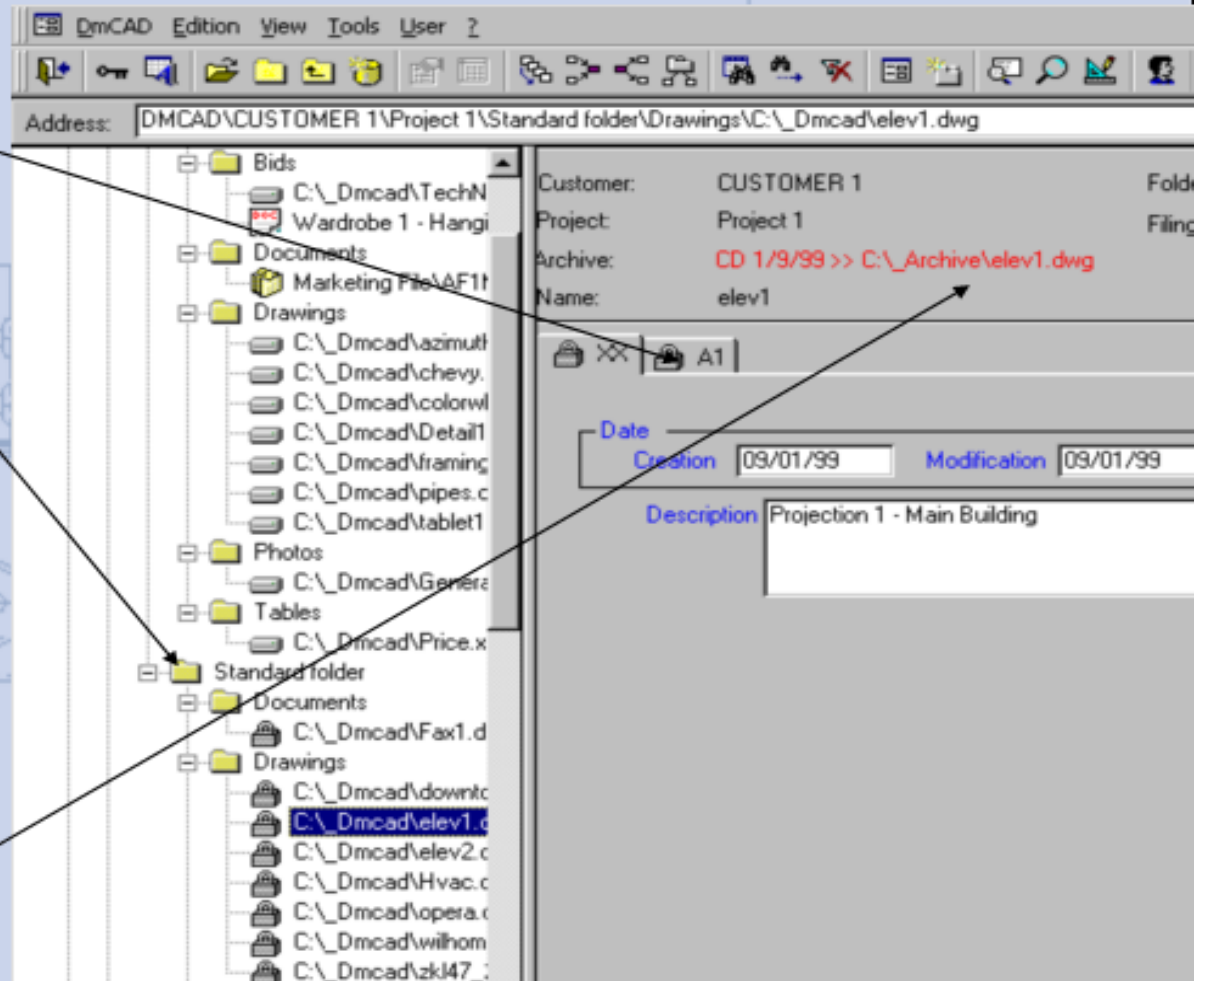 DmCAD Edition View Tools User ?
Address: DMCAD\CUSTOMER 1\Project 1\Standard folder\Drawings\C:\_Dmcad\elev1.dwg
Bids
C:\_Dmcad\TechN
Wardrobe 1 - Hangi
Documents
Marketing File\AF1
Drawings
C:\_Dmcad\azimuth
C:\_Dmcad\chevy.
C:\_Dmcad\colorwl
C:\_Dmcad\Detail1
C:\_Dmcad\framing
C:\_Dmcad\pipes.c
C:\_Dmcad\tablet1
Photos
C:\_Dmcad\Genera
Tables
C:\_Dmcad\Price.x
Standard folder
Documents
C:\_Dmcad\Fax1.d
Drawings
C:\_Dmcad\downtc
C:\_Dmcad\elev1.c
C:\_Dmcad\elev2.c
C:\_Dmcad\Hvac.c
C:\_Dmcad\opera.c
C:\_Dmcad\wilhom
C:\_Dmcad\zkl47_
Customer: CUSTOMER 1 Folde
Project: Project 1 Filing
Archive: CD 1/9/99 >> C:\_Archive\elev1.dwg
Name: elev1
A1
Date
Creation 09/01/99 Modification 09/01/99
Description Projection 1 - Main Building